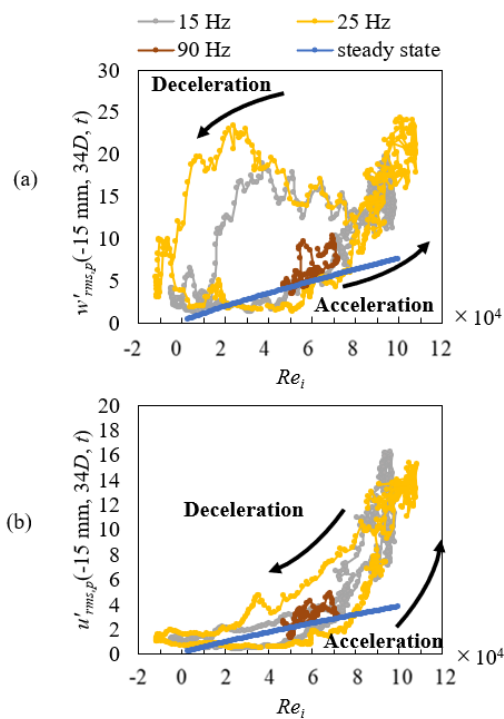 15 Hz 25 Hz
90 Hz steady state
(a)
w'rms,p(-15 mm, 34D, t)
30
25
20
15
10
5
0
Deceleration
Acceleration
-2 0 2 4 6 8 10 12
× 10⁴
Reᵢ
(b)
u'rms,p(-15 mm, 34D, t)
20
18
16
14
12
10
8
6
4
2
0
Deceleration
Acceleration
-2 0 2 4 6 8 10 12
× 10⁴
Reᵢ